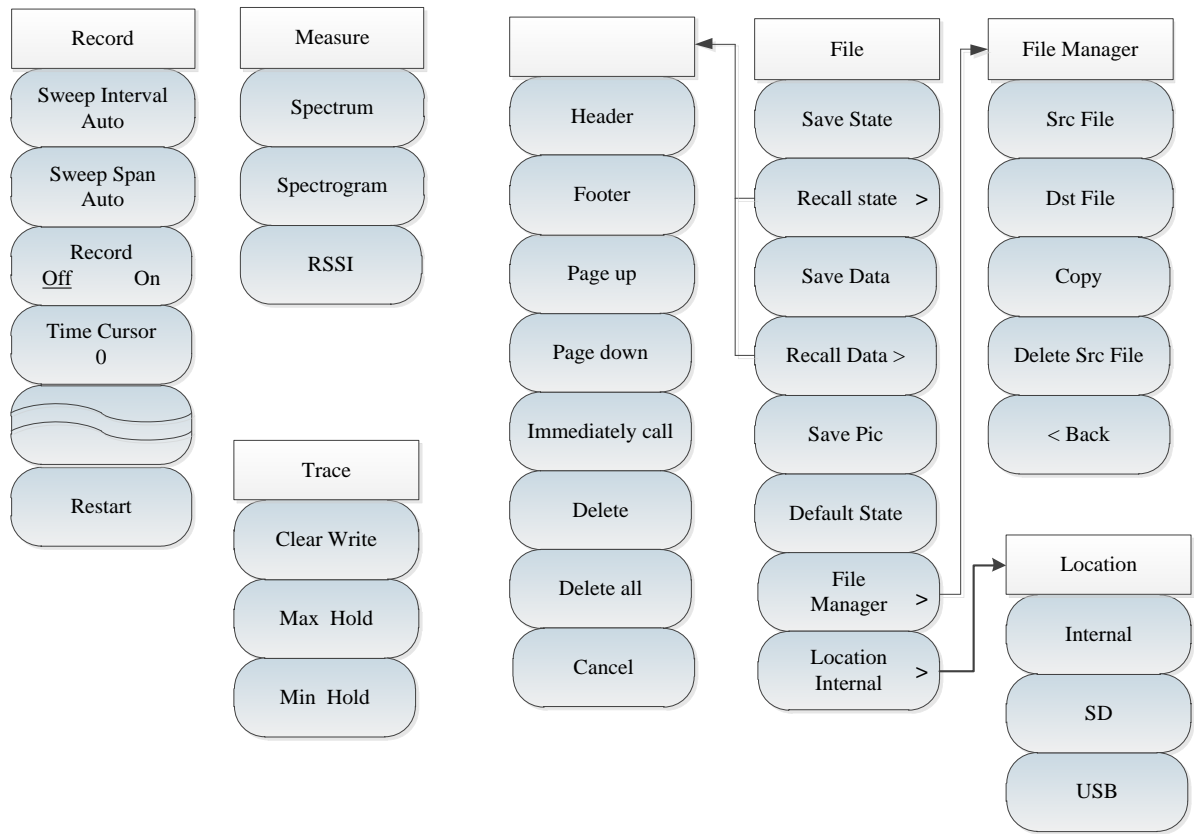 Record
Sweep Interval
Auto
Sweep Span
Auto
Record
Off On
Time Cursor
0
Restart
Measure
Spectrum
Spectrogram
RSSI
Trace
Clear Write
Max Hold
Min Hold
Header
Footer
Page up
Page down
Immediately call
Delete
Delete all
Cancel
File
Save State
Recall state >
Save Data
Recall Data >
Save Pic
Default State
File
Manager >
Location
Internal >
File Manager
Src File
Dst File
Copy
Delete Src File
< Back
Location
Internal
SD
USB